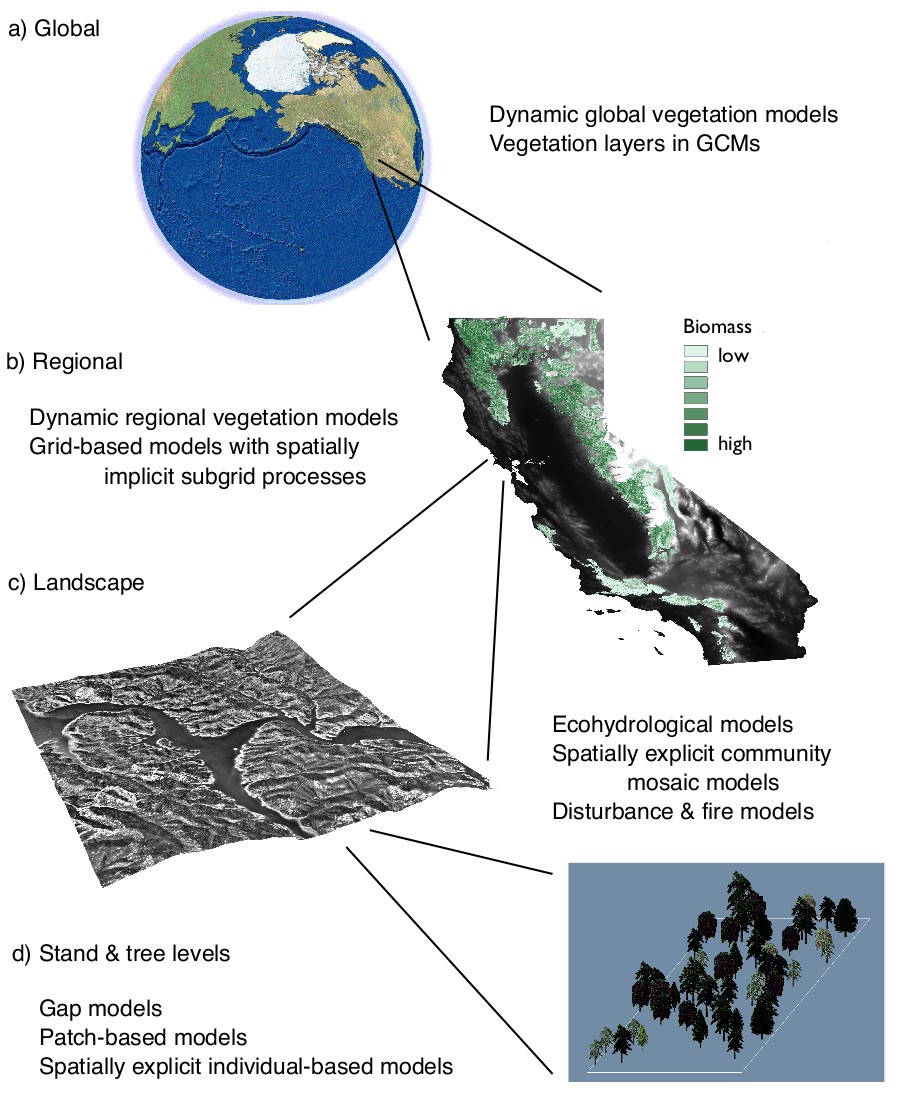 a) Global
Dynamic global vegetation models
Vegetation layers in GCMs
Biomass
low
high
b) Regional
Dynamic regional vegetation models
Grid-based models with spatially
implicit subgrid processes
c) Landscape
Ecohydrological models
Spatially explicit community
mosaic models
Disturbance & fire models
d) Stand & tree levels
Gap models
Patch-based models
Spatially explicit individual-based models